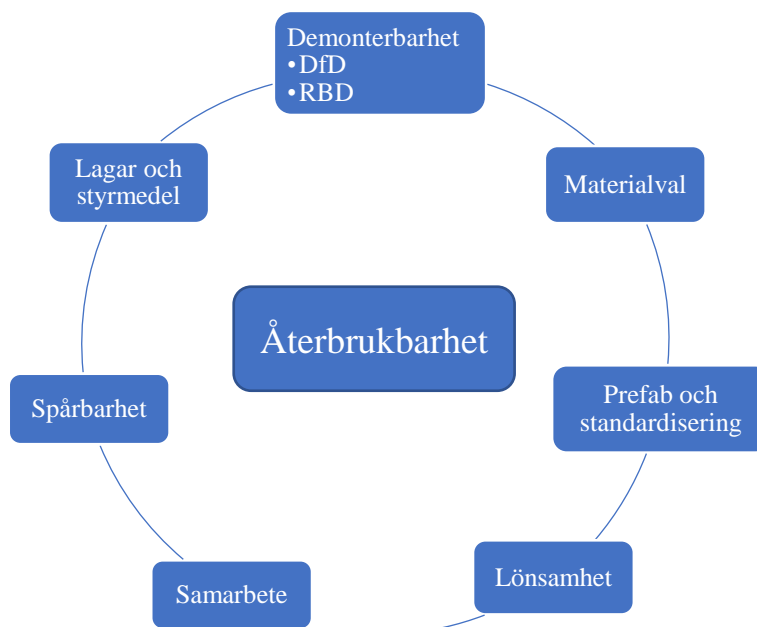 Demonterbarhet
•DfD
•RBD
Materialval
Prefab och
standardisering
Lönsamhet
Samarbete
Spårbarhet
Lagar och
styrmedel
Återbrukbarhet